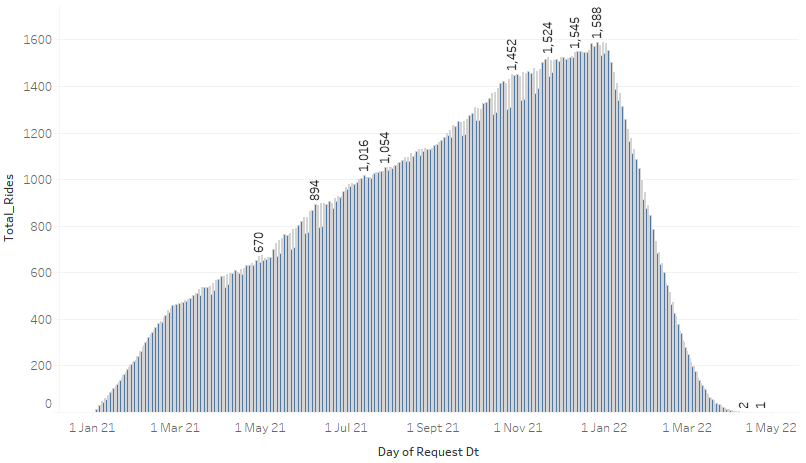 1600
1400
1200
1000
800
600
400
200
0
Total_Rides
670
894
1,016
1,054
1,452
1,524
1,545
1,588
2
1
1 Jan 21
1 Mar 21
1 May 21
1 Jul 21
1 Sept 21
1 Nov 21
1 Jan 22
1 Mar 22
1 May 22
Day of Request Dt